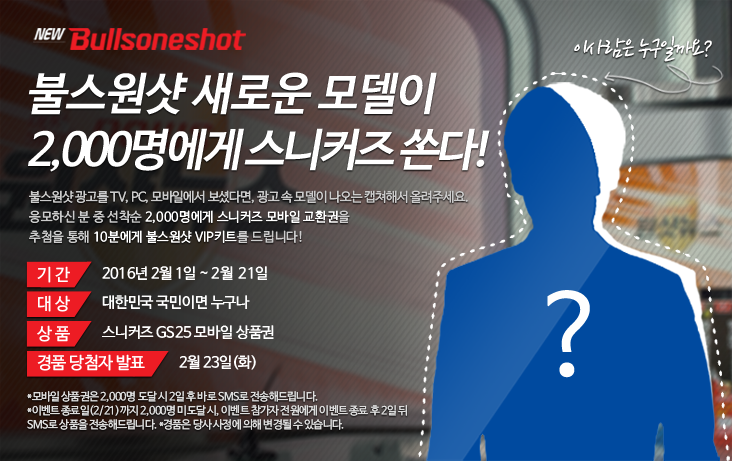 NEW Bullsoneshot
이사람은 누구일까요?
불스원샷 새로운 모델이
2,000명에게 스니커즈 쏜다!
불스원샷 광고를 TV, PC, 모바일에서 보셨다면, 광고 속 모델이 나오는 캡쳐해서 올려주세요.
응모하신 분 중 선착순 2,000명에게 스니커즈 모바일 교환권을
추첨을 통해 10분에게 불스원샷 VIP키트를 드립니다!
기 간 2016년 2월 1일 ~ 2월 21일
대 상 대한민국 국민이면 누구나
상 품 스니커즈 GS25 모바일 상품권
경품 당첨자 발표 2월 23일(화)
?
*모바일 상품권은 2,000명 도달 시 2일 후 바로 SMS로 전송해드립니다.
*이벤트 종료일(2/21)까지 2,000명 미도달 시, 이벤트 참가자 전원에게 이벤트 종료 후 2일 뒤
SMS로 상품을 전송해드립니다. *경품은 당사 사정에 의해 변경될 수 있습니다.